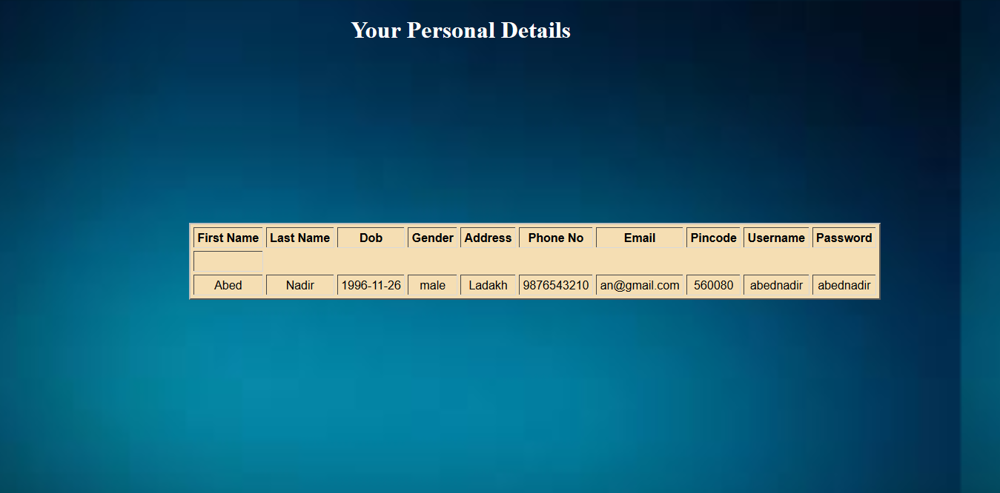 Your Personal Details
First Name Last Name Dob Gender Address Phone No Email Pincode Username Password
Abed Nadir 1996-11-26 male Ladakh 9876543210 an@gmail.com 560080 abednadir abednadir